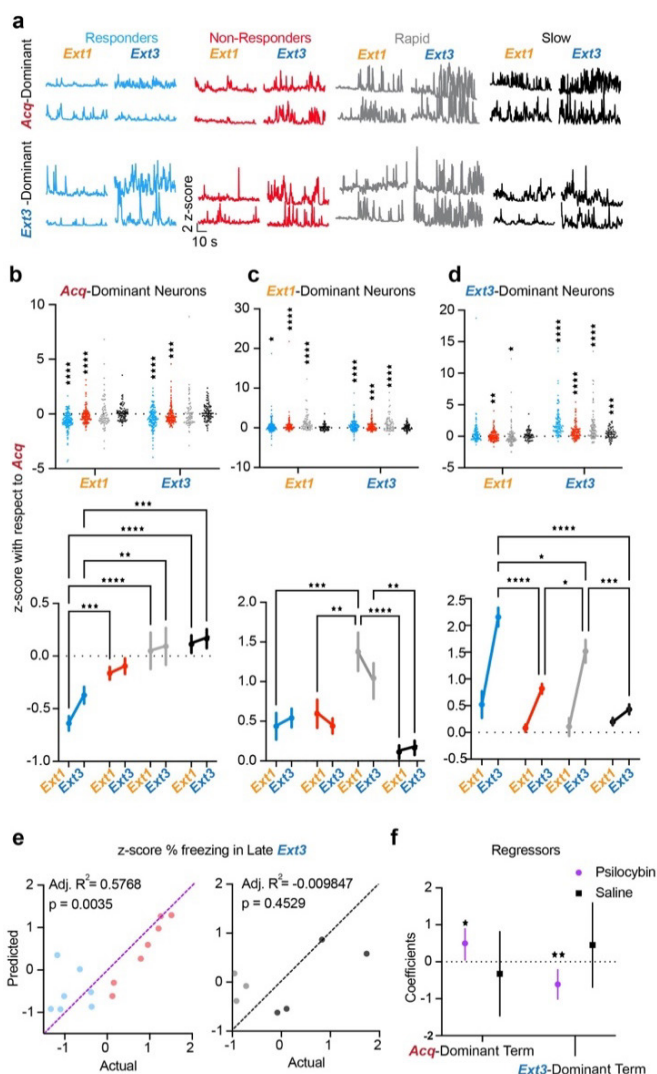 a
Responders Non-Responders Rapid Slow
Ext1 Ext3 Ext1 Ext3 Ext1 Ext3 Ext1 Ext3
Acq-Dominant
Ext3-Dominant
2 z-score
10 s
b c d
Acq-Dominant Neurons Ext1-Dominant Neurons Ext3-Dominant Neurons
z-score with respect to Acq
10
5
0
-5
**** **** **** ***
Ext1 Ext3
30
20
10
0
-10
* **** **** **** *** ****
Ext1 Ext3
20
15
10
5
0
-5
** * **** **** **** ***
Ext1 Ext3
***
****
**
****
***
0.5
0.0
-0.5
-1.0
Ext1 Ext3 Ext1 Ext3 Ext1 Ext3 Ext1 Ext3
*** **
** ****
2.0
1.5
1.0
0.5
0.0
Ext1 Ext3 Ext1 Ext3 Ext1 Ext3 Ext1 Ext3
****
*
**** * ***
2.5
2.0
1.5
1.0
0.5
0.0
0.5
Ext1 Ext3 Ext1 Ext3 Ext1 Ext3 Ext1 Ext3
e
z-score % freezing in Late Ext3
Predicted
2
1
0
-1
Adj. R²= 0.5768
p = 0.0035
-1 0 1 2
Actual
2
1
0
-1
Adj. R²= -0.009847
p = 0.4529
-1 0 1 2
Actual
f
Regressors
Psilocybin
Saline
Coefficients
2
1
0
-1
-2
* **
Acq-Dominant Term
Ext3-Dominant Term